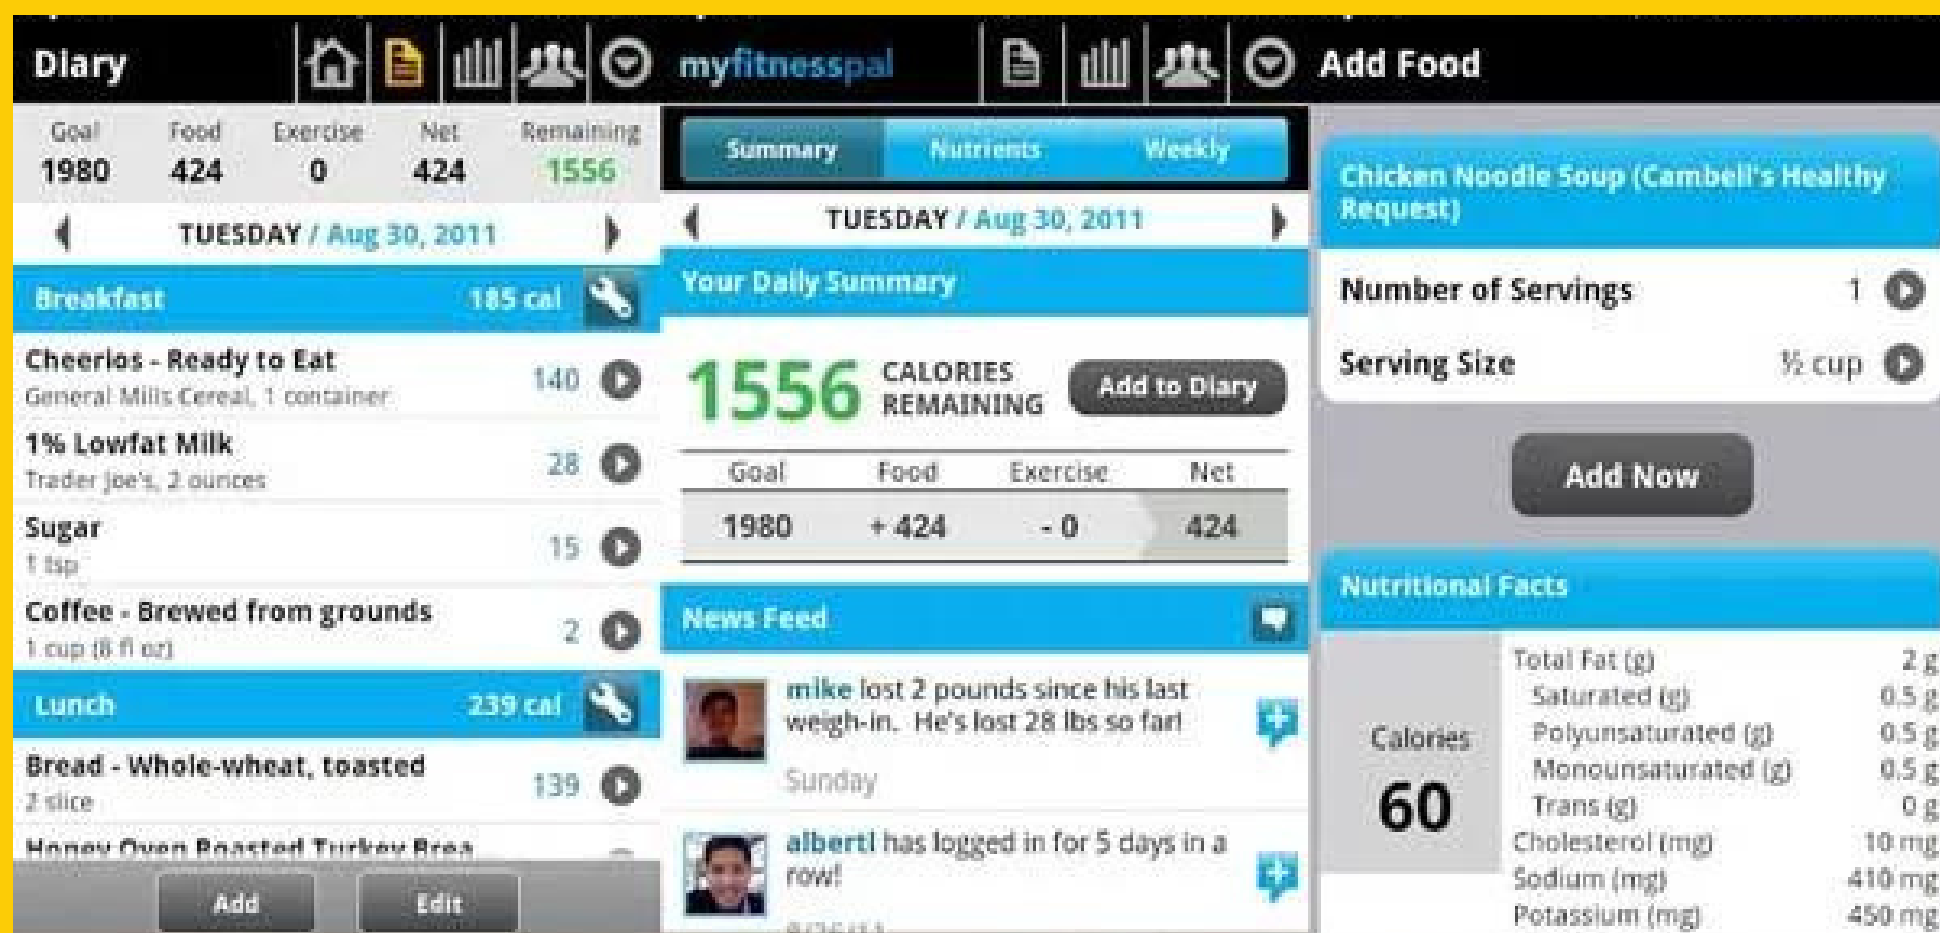 Diary
Goal Food Exercise Net Remaining
1980 424 0 424 1556
TUESDAY / Aug 30, 2011
Breakfast 185 cal
Cheerios - Ready to Eat
General Mills Cereal, 1 container
140
1% Lowfat Milk
Trader Joe's, 2 ounces
28
Sugar
1 tsp
15
Coffee - Brewed from grounds
1 cup (8 fl oz)
2
Lunch 239 cal
Bread - Whole-wheat, toasted
2 slice
139
Honey Oven Roasted Turkey Brea
Add Edit
myfitnesspal
Summary Nutrients Weekly
TUESDAY / Aug 30, 2011
Your Daily Summary
1556 CALORIES
REMAINING
Add to Diary
Goal Food Exercise Net
1980 + 424 - 0 424
News Feed
mike lost 2 pounds since his last
weigh-in. He's lost 28 lbs so far!
Sunday
albertl has logged in for 5 days in a
row!
Add Food
Chicken Noodle Soup (Cambell's Healthy
Request)
Number of Servings 1
Serving Size ½ cup
Add Now
Nutritional Facts
Calories
60
Total Fat (g) 2 g
Saturated (g) 0.5 g
Polyunsaturated (g) 0.5 g
Monounsaturated (g) 0.5 g
Trans (g) 0 g
Cholesterol (mg) 10 mg
Sodium (mg) 410 mg
Potassium (mg) 450 mg